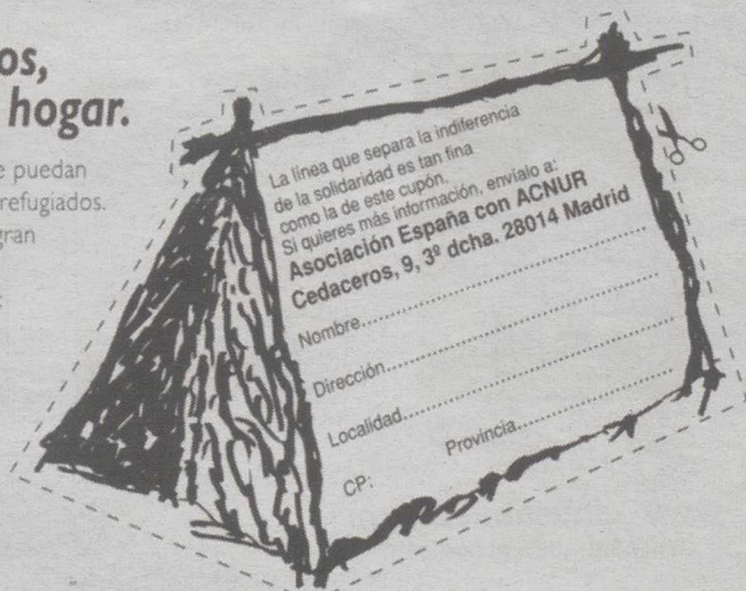 os,
hogar.
e puedan
refugiados.
gran
La línea que separa la indiferencia
de la solidaridad es tan fina
como la de este cupón.
Si quieres más información, envíalo a:
Asociación España con ACNUR
Cedaceros, 9, 3º dcha. 28014 Madrid
Nombre
Dirección
Localidad
CP: Provincia